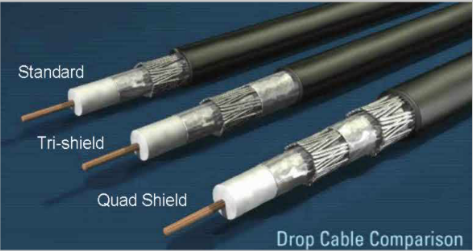 Standard
Tri-shield
Quad Shield
Drop Cable Comparison